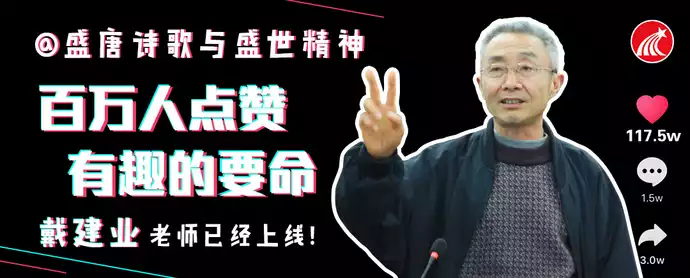 @盛唐诗歌与盛世精神
百万人点赞
有趣的要命
戴建业 老师已经上线!
117.5w
1.5w
3.0w